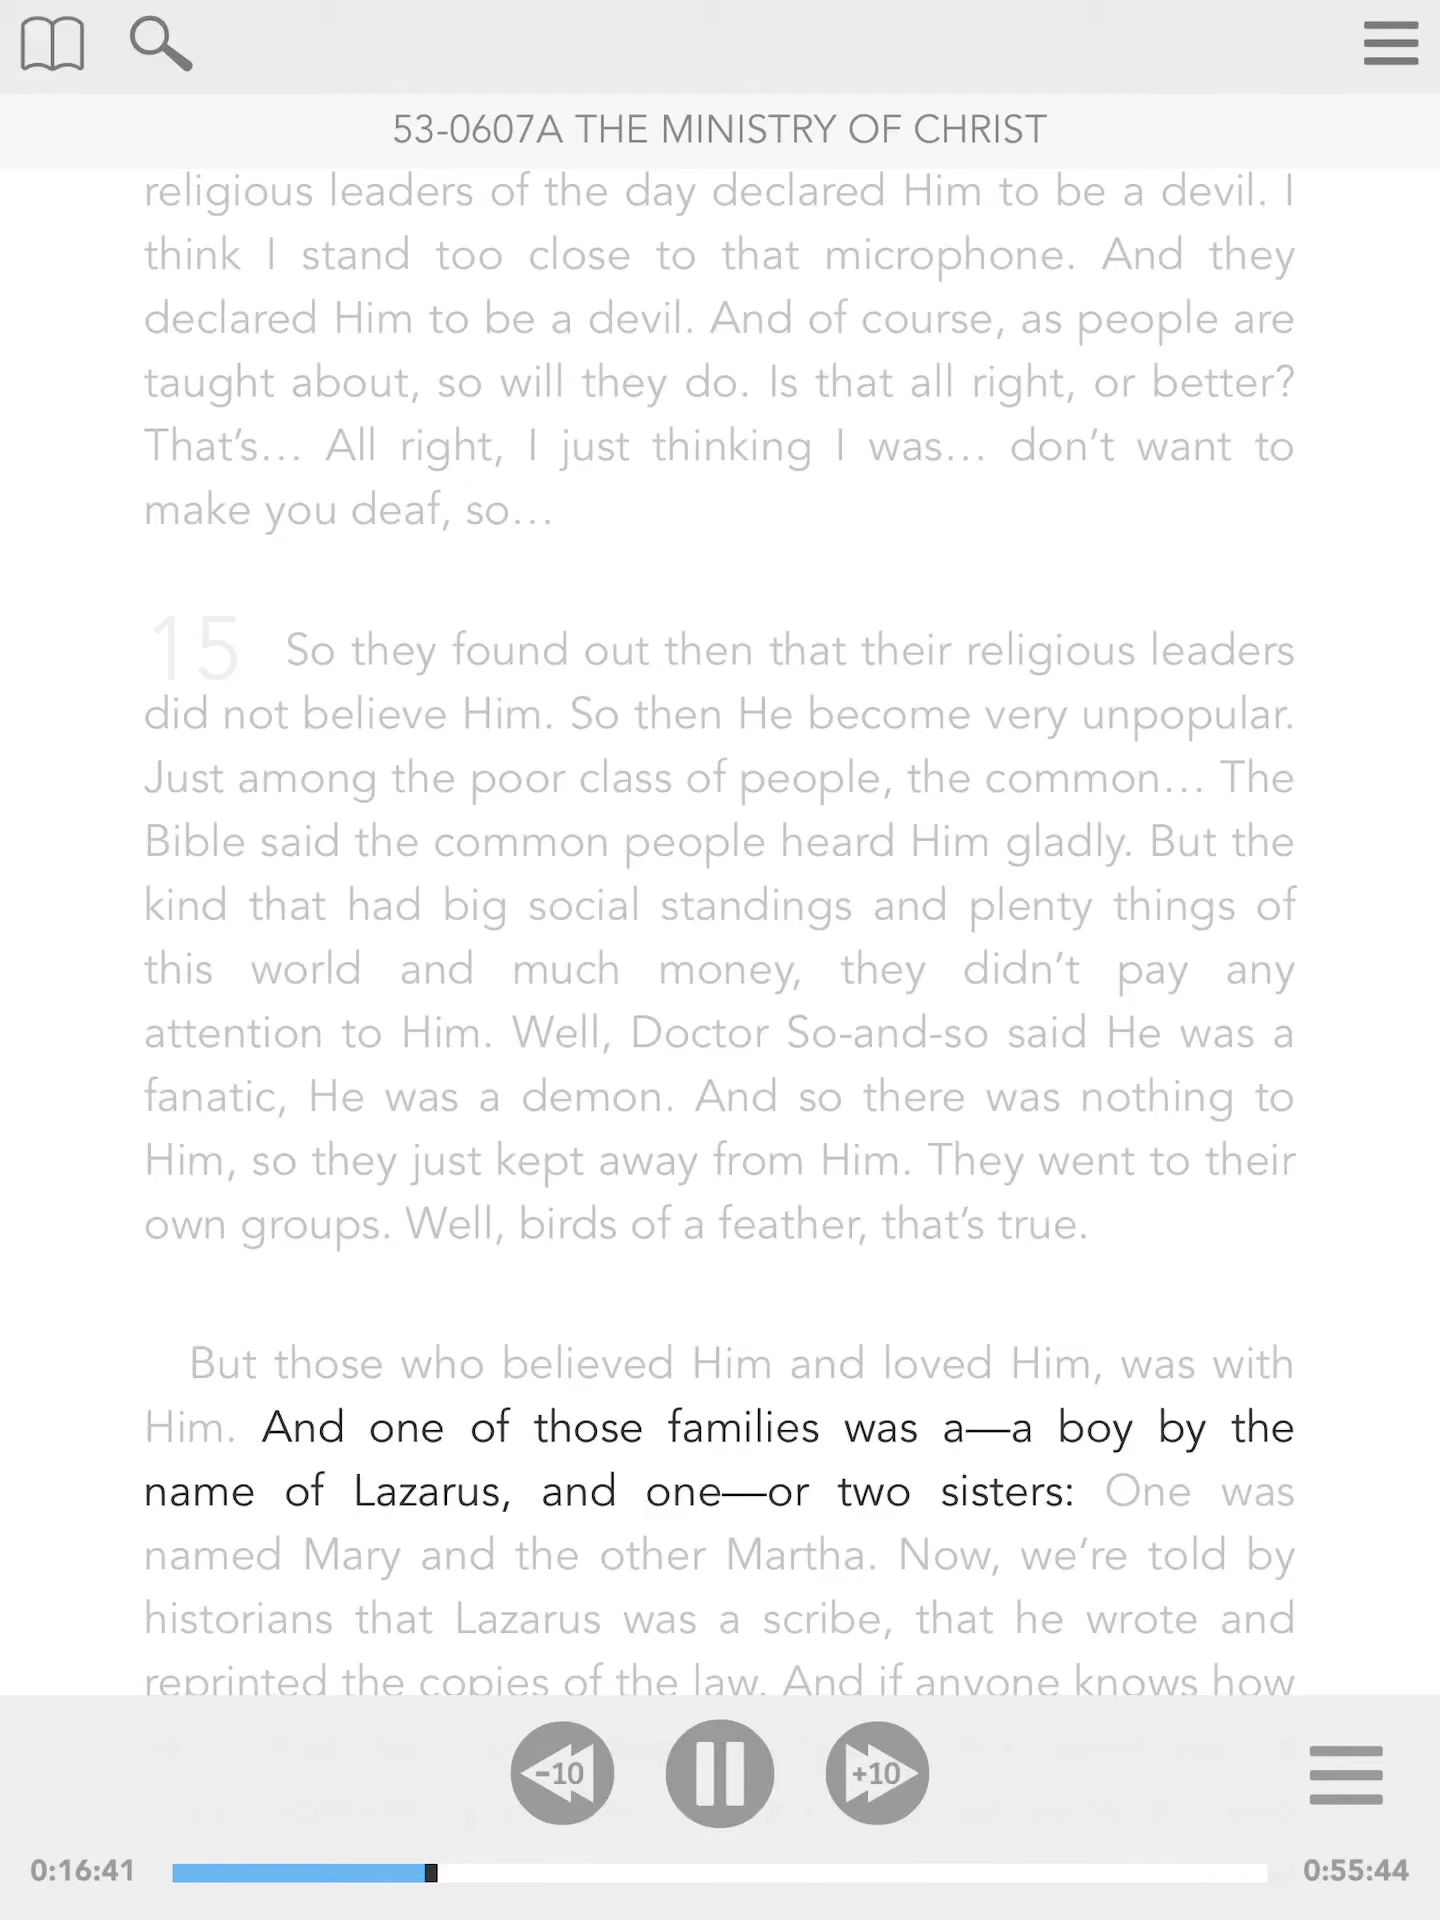 53-0607A THE MINISTRY OF CHRIST
religious leaders of the day declared Him to be a devil. I
think I stand too close to that microphone. And they
declared Him to be a devil. And of course, as people are
taught about, so will they do. Is that all right, or better?
That’s… All right, I just thinking I was… don’t want to
make you deaf, so…
15 So they found out then that their religious leaders
did not believe Him. So then He become very unpopular.
Just among the poor class of people, the common… The
Bible said the common people heard Him gladly. But the
kind that had big social standings and plenty things of
this world and much money, they didn’t pay any
attention to Him. Well, Doctor So-and-so said He was a
fanatic, He was a demon. And so there was nothing to
Him, so they just kept away from Him. They went to their
own groups. Well, birds of a feather, that’s true.
But those who believed Him and loved Him, was with
Him. And one of those families was a—a boy by the
name of Lazarus, and one—or two sisters: One was
named Mary and the other Martha. Now, we’re told by
historians that Lazarus was a scribe, that he wrote and
reprinted the copies of the law. And if anyone knows how
-10 +10
0:16:41 0:55:44